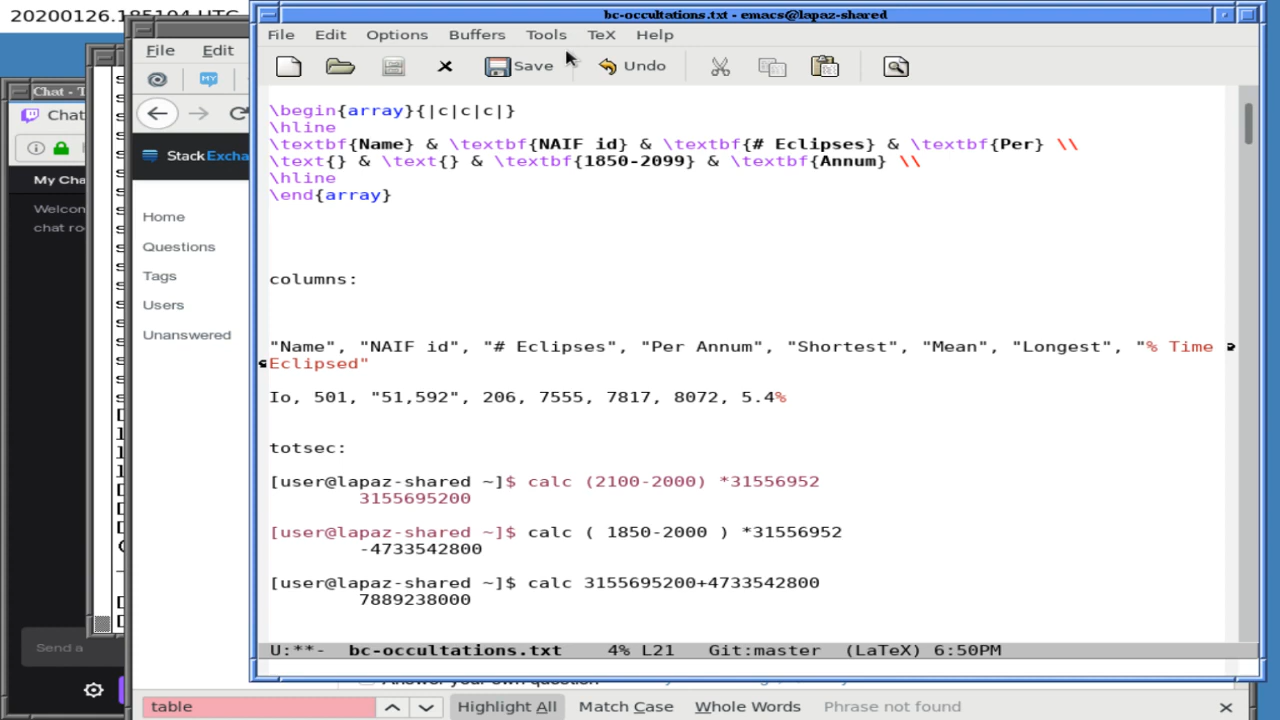 20200126.185104 UTC
bc-occultations.txt - emacs@lapaz-shared
File Edit Options Buffers Tools TeX Help
Save Undo
\begin{array}{|c|c|c|}
\hline
\textbf{Name} & \textbf{NAIF id} & \textbf{# Eclipses} & \textbf{Per} \\
\text{} & \text{} & \textbf{1850-2099} & \textbf{Annum} \\
\hline
\end{array}
columns:
"Name", "NAIF id", "# Eclipses", "Per Annum", "Shortest", "Mean", "Longest", "% Time
Eclipsed"
Io, 501, "51,592", 206, 7555, 7817, 8072, 5.4%
totsec:
[user@lapaz-shared ~]$ calc (2100-2000) *31556952
3155695200
[user@lapaz-shared ~]$ calc ( 1850-2000 ) *31556952
-4733542800
[user@lapaz-shared ~]$ calc 3155695200+4733542800
7889238000
U:**- bc-occultations.txt 4% L21 Git:master (LaTeX) 6:50PM
File Edit
MY
StackExcha
Home
Questions
Tags
Users
Unanswered
table Highlight All Match Case Whole Words Phrase not found
Chat - T
Chat
My Cha
Welcon
chat ro
Send a